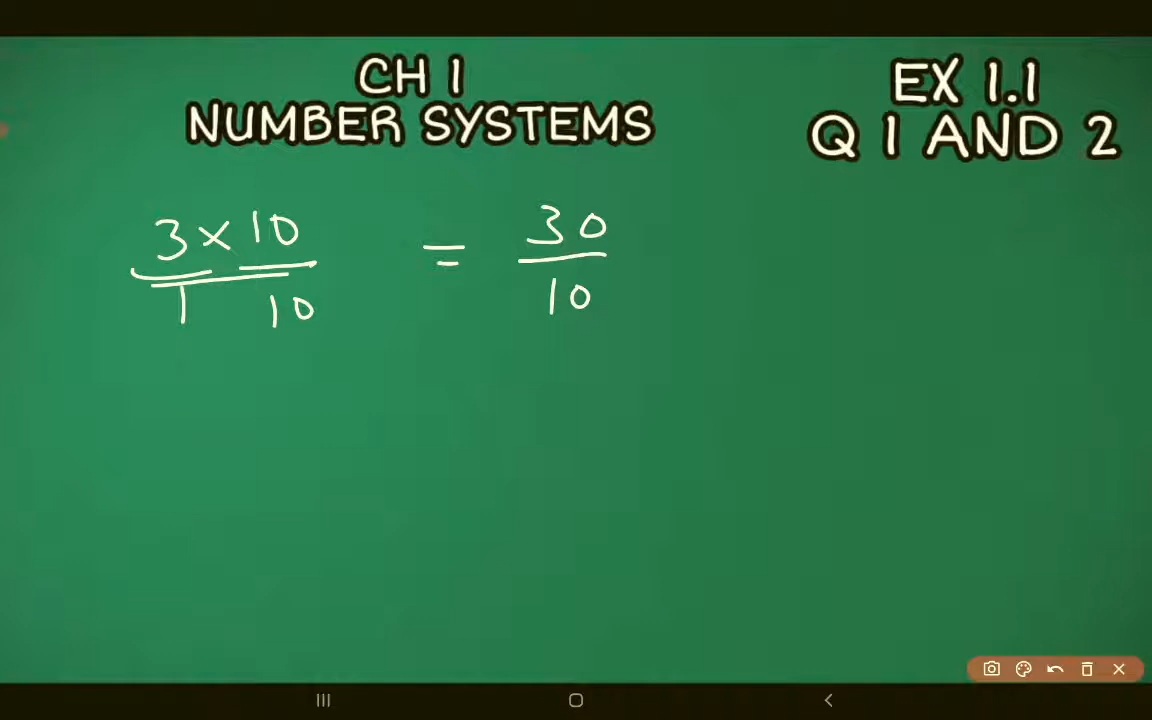 CH 1
NUMBER SYSTEMS
EX 1.1
Q 1 AND 2
3 × 10 = 30
1 10 10